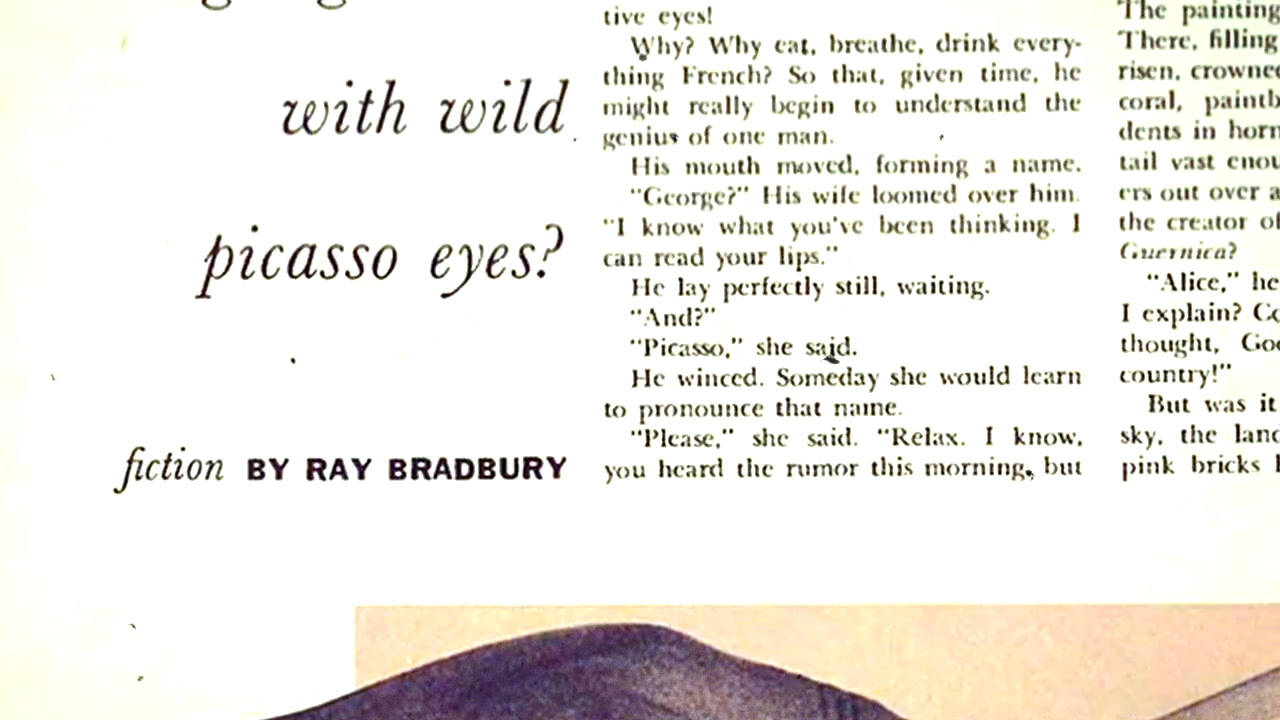 with wild
picasso eyes?
fiction BY RAY BRADBURY
tive eyes!
Why? Why eat, breathe, drink every-
thing French? So that, given time, he
might really begin to understand the
genius of one man.
His mouth moved, forming a name.
"George?" His wife loomed over him.
"I know what you've been thinking. I
can read your lips."
He lay perfectly still, waiting.
"And?"
"Picasso," she said.
He winced. Someday she would learn
to pronounce that name.
"Please," she said. "Relax. I know,
you heard the rumor this morning, but
The painting
There, filling
risen, crowne
coral, paintb
dents in horn
tail vast enou
ers out over a
the creator of
Guernica?
"Alice," he
I explain? Co
thought, Goo
country!"
But was it
sky, the land
pink bricks